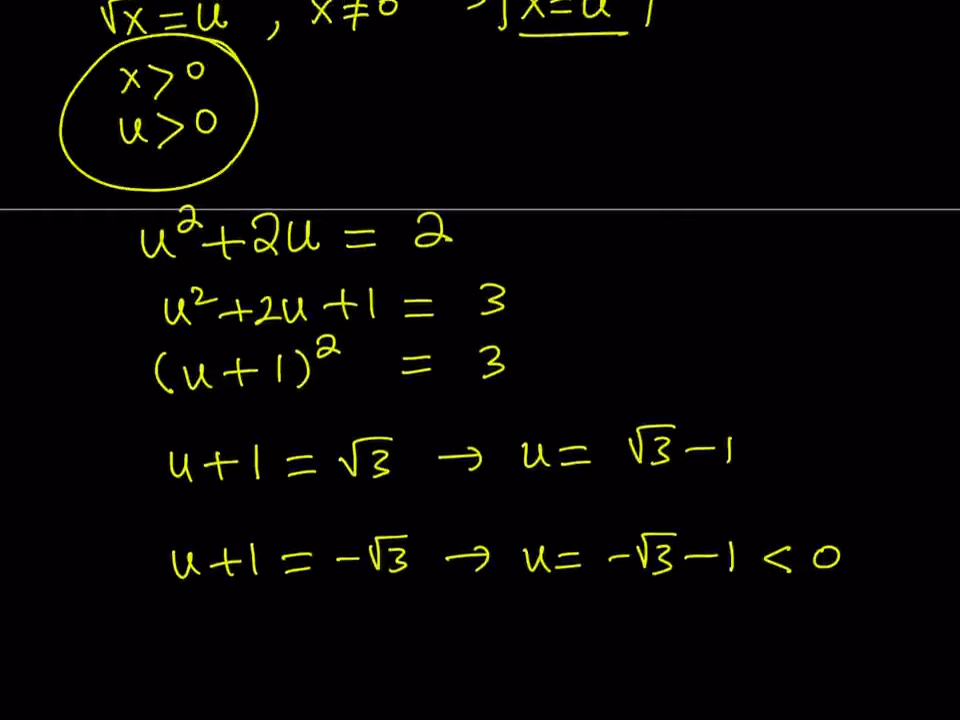 √x = u , x ≠ 0 x = u
x > 0
u > 0
u² + 2u = 2
u² + 2u + 1 = 3
(u + 1)² = 3
u + 1 = √3 → u = √3 - 1
u + 1 = -√3 → u = -√3 - 1 < 0